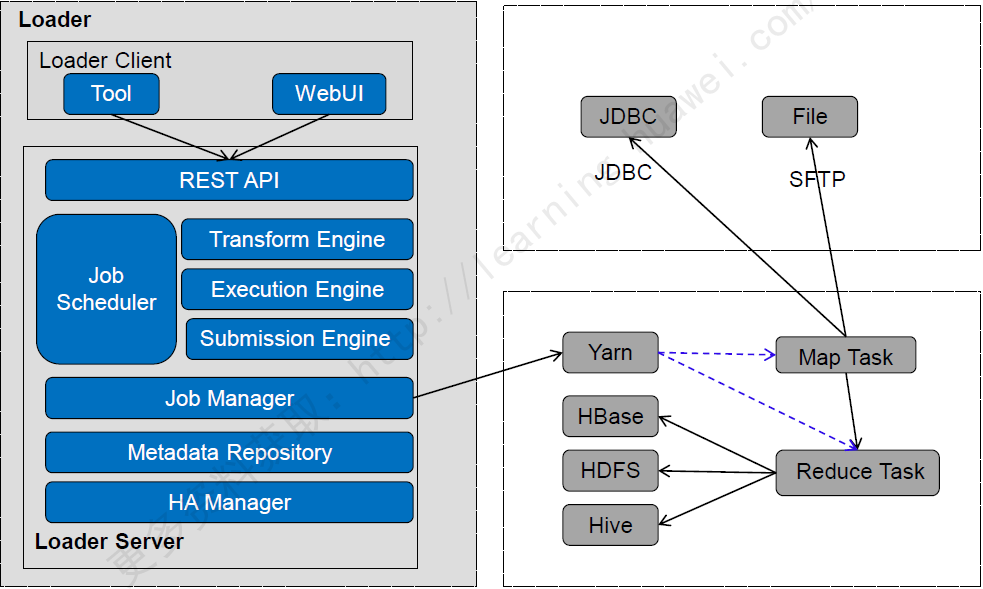 Loader
Loader Client
Tool
WebUI
REST API
Job
Scheduler
Transform Engine
Execution Engine
Submission Engine
Job Manager
Metadata Repository
HA Manager
Loader Server
JDBC
File
JDBC
SFTP
Yarn
Map Task
HBase
HDFS
Reduce Task
Hive
更多资料获取：http://learning.huawei.com/